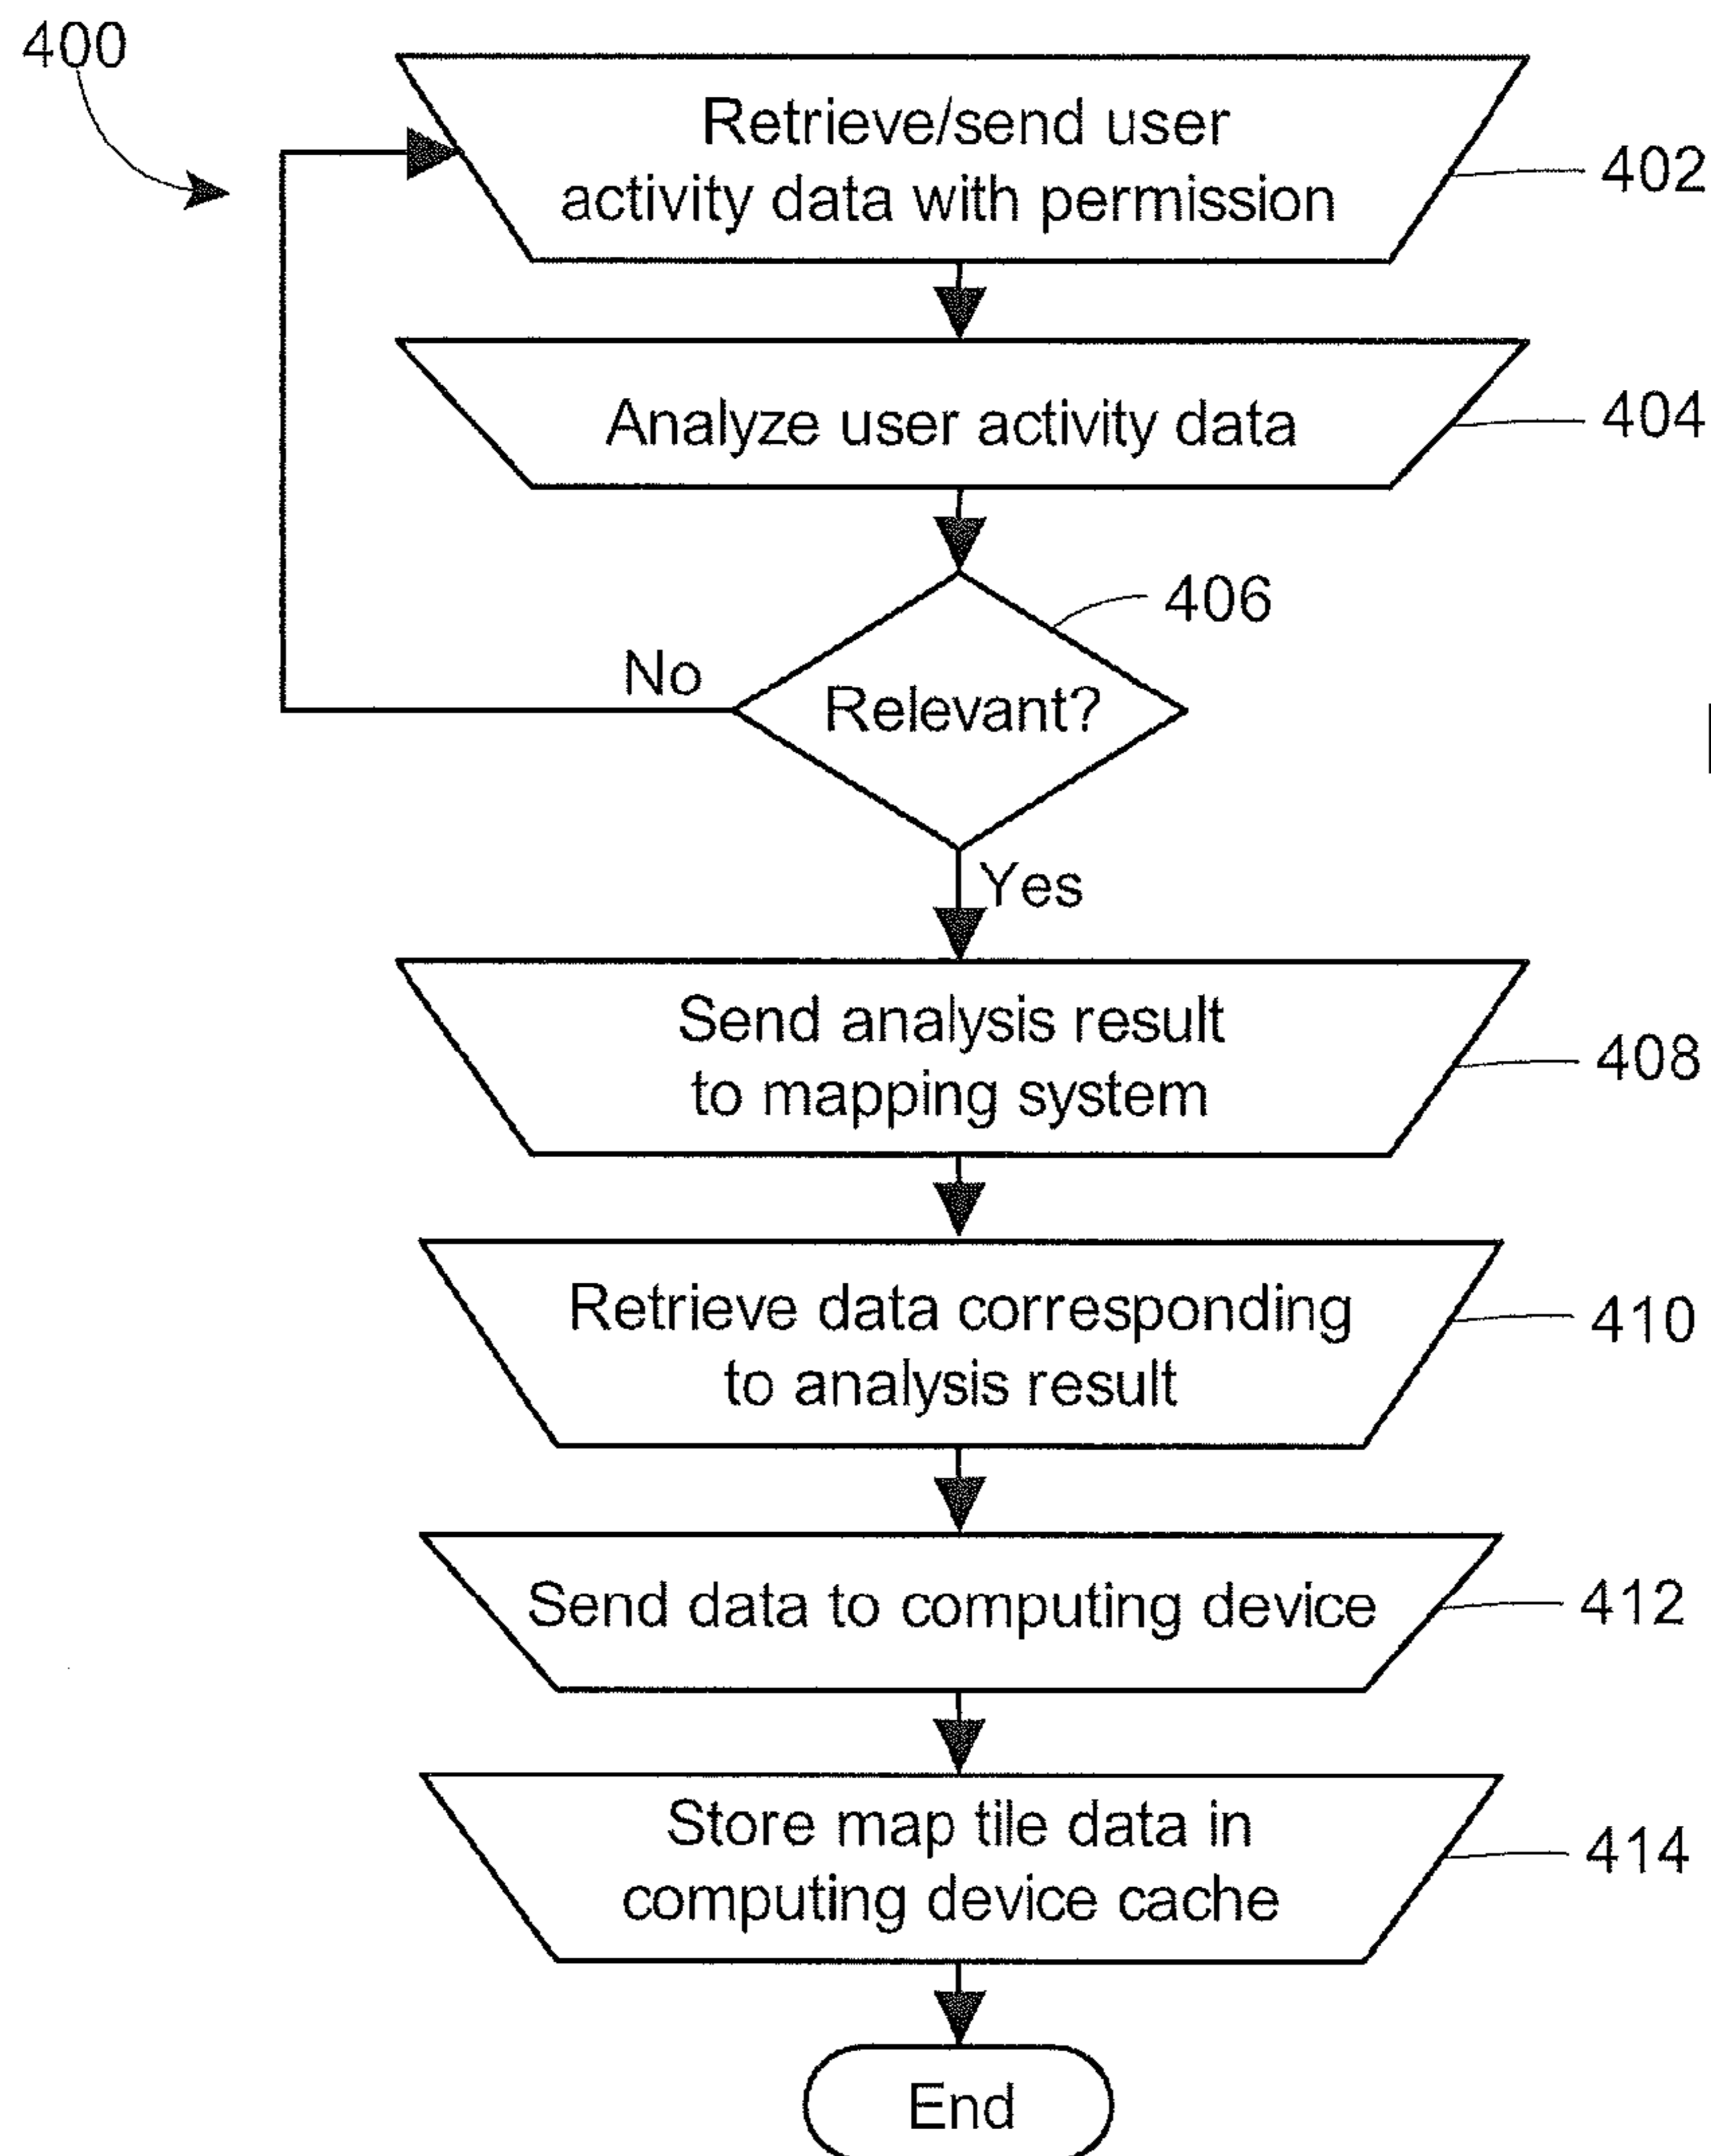 400
Retrieve/send user
activity data with permission
402
Analyze user activity data
404
406
No
Relevant?
Yes
Send analysis result
to mapping system
408
Retrieve data corresponding
to analysis result
410
Send data to computing device
412
Store map tile data in
computing device cache
414
End